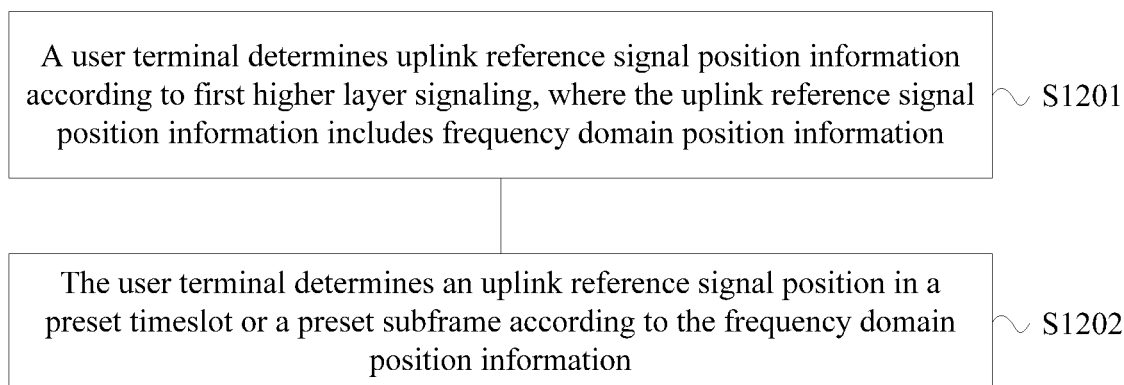 A user terminal determines uplink reference signal position information
according to first higher layer signaling, where the uplink reference signal
position information includes frequency domain position information
S1201
The user terminal determines an uplink reference signal position in a
preset timeslot or a preset subframe according to the frequency domain
position information
S1202